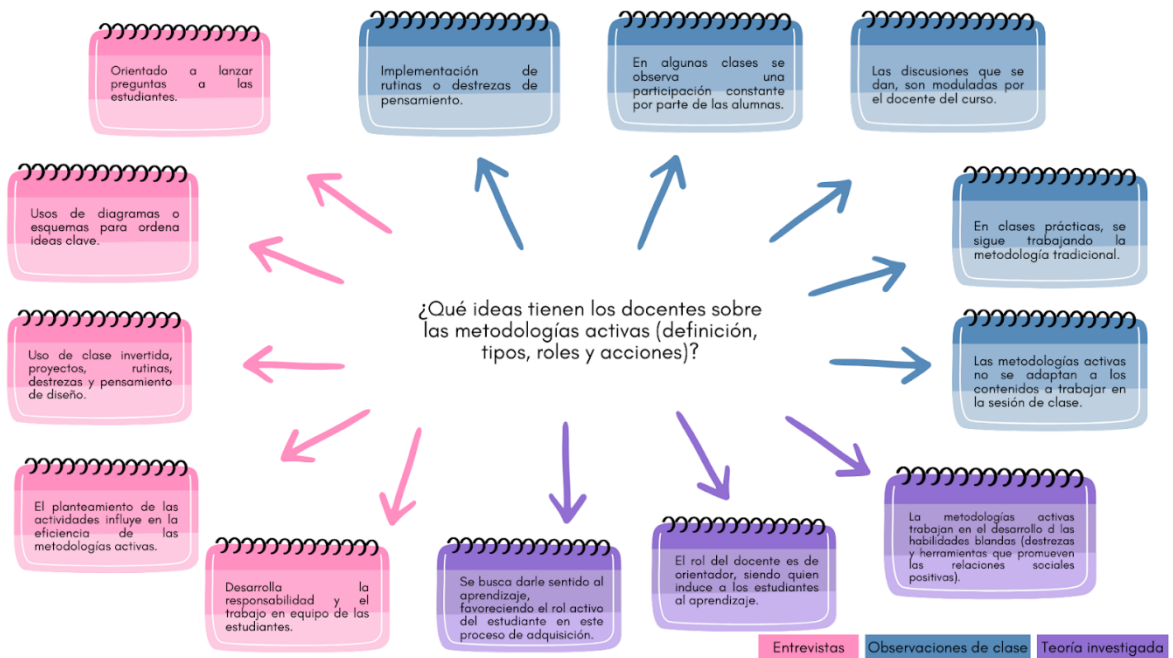 Orientado a lanzar
preguntas a las
estudiantes.
Implementación de
rutinas o destrezas de
pensamiento.
En algunas clases se
observa una
participación constante
por parte de las alumnas.
Las discusiones que se
dan, son moduladas por
el docente del curso.
Usos de diagramas o
esquemas para ordena
ideas clave.
En clases prácticas, se
sigue trabajando la
metodología tradicional.
¿Qué ideas tienen los docentes sobre
las metodologías activas (definición,
tipos, roles y acciones)?
Uso de clase invertida,
proyectos, rutinas,
destrezas y pensamiento
de diseño.
Las metodologías activas
no se adaptan a los
contenidos a trabajar en
la sesión de clase.
El planteamiento de las
actividades influye en la
eficiencia de las
metodologías activas.
Desarrolla la
responsabilidad y el
trabajo en equipo de las
estudiantes.
Se busca darle sentido al
aprendizaje,
favoreciendo el rol activo
del estudiante en este
proceso de adquisición.
El rol del docente es de
orientador, siendo quien
induce a los estudiantes
al aprendizaje.
La metodologías activas
trabajan en el desarrollo d las
habilidades blandas (destrezas
y herramientas que promueven
las relaciones sociales
positivas).
Entrevistas
Observaciones de clase
Teoría investigada